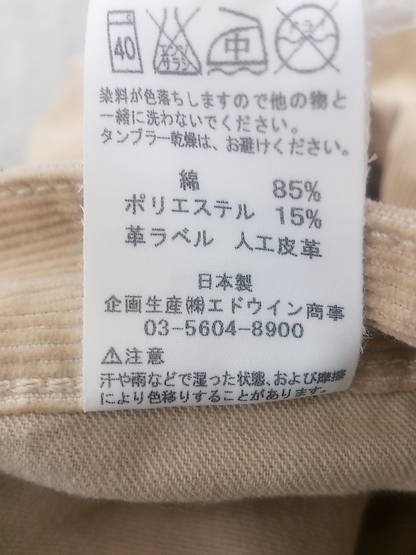 40
エンソ
サラシ
中
ドライ
染料が色落ちしますので他の物と
一緒に洗わないでください。
タンブラー乾燥は、お避けください。
綿 85%
ポリエステル 15%
革ラベル 人工皮革
日本製
企画生産㈱エドウイン商事
03-5604-8900
⚠注意
汗や雨などで湿った状態、および摩擦
により色移りすることがあります。